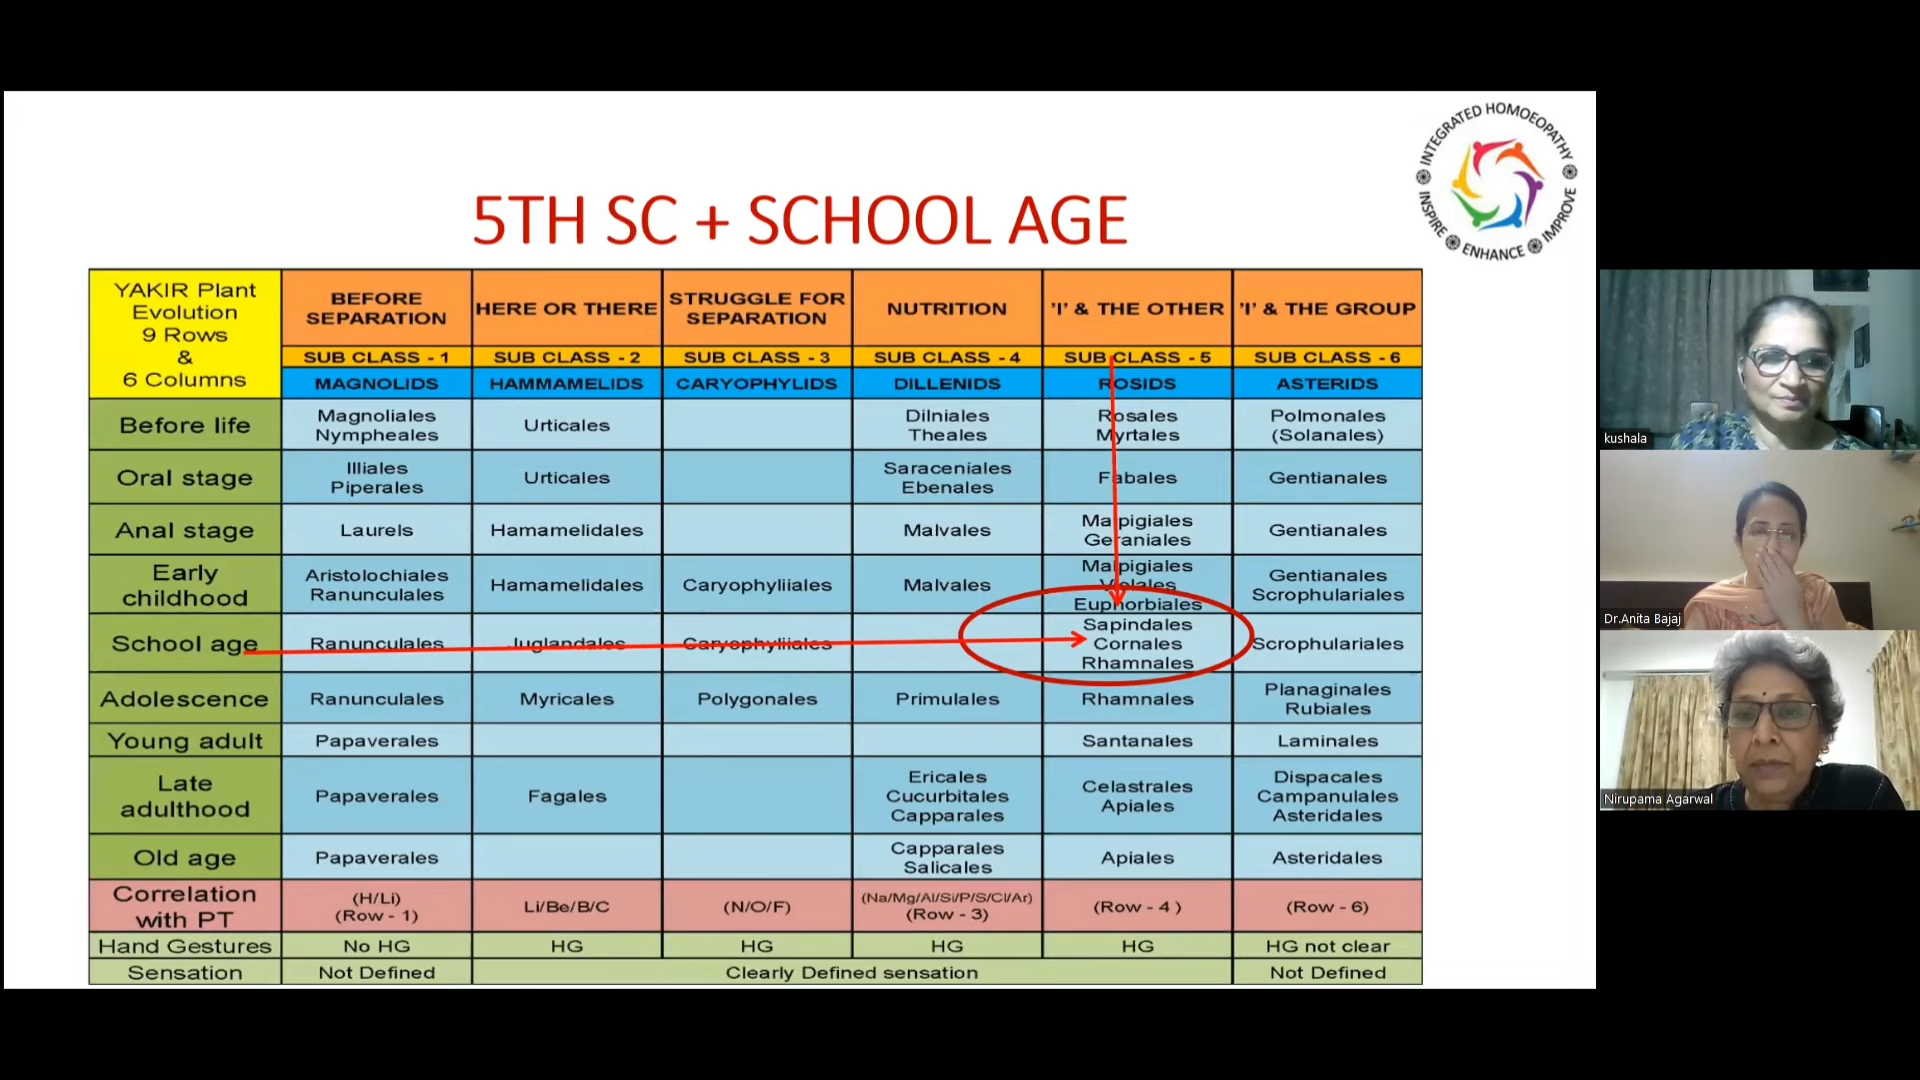 INTEGRATED HOMOEOPATHY
INSPIRE ENHANCE IMPROVE
5TH SC + SCHOOL AGE
YAKIR Plant
Evolution
9 Rows
&
6 Columns
BEFORE
SEPARATION
HERE OR THERE
STRUGGLE FOR
SEPARATION
NUTRITION
'I' & THE OTHER
'I' & THE GROUP
SUB CLASS - 1
SUB CLASS - 2
SUB CLASS - 3
SUB CLASS - 4
SUB CLASS - 5
SUB CLASS - 6
MAGNOLIDS
HAMMAMELIDS
CARYOPHYLIDS
DILLENIDS
ROSIDS
ASTERIDS
Before life
Magnoliales
Nympheales
Urticales
Dilniales
Theales
Rosales
Myrtales
Polmonales
(Solanales)
Oral stage
Illiales
Piperales
Urticales
Saraceniales
Ebenales
Fabales
Gentianales
Anal stage
Laurels
Hamamelidales
Malvales
Malpigiales
Geraniales
Gentianales
Early
childhood
Aristolochiales
Ranunculales
Hamamelidales
Caryophyliiales
Malvales
Malpigiales
Violales
Euphorbiales
Gentianales
Scrophulariales
School age
Ranunculales
Juglandales
Caryophyliiales
Sapindales
Cornales
Rhamnales
Scrophulariales
Adolescence
Ranunculales
Myricales
Polygonales
Primulales
Rhamnales
Planaginales
Rubiales
Young adult
Papaverales
Santanales
Laminales
Late
adulthood
Papaverales
Fagales
Ericales
Cucurbitales
Capparales
Celastrales
Apiales
Dispacales
Campanulales
Asteridales
Old age
Papaverales
Capparales
Salicales
Apiales
Asteridales
Correlation
with PT
(H/Li)
(Row - 1)
Li/Be/B/C
(N/O/F)
(Na/Mg/Al/Si/P/S/Cl/Ar)
(Row - 3)
(Row - 4 )
(Row - 6)
Hand Gestures
No HG
HG
HG
HG
HG
HG not clear
Sensation
Not Defined
Clearly Defined sensation
Not Defined
kushala
Dr.Anita Bajaj
Nirupama Agarwal